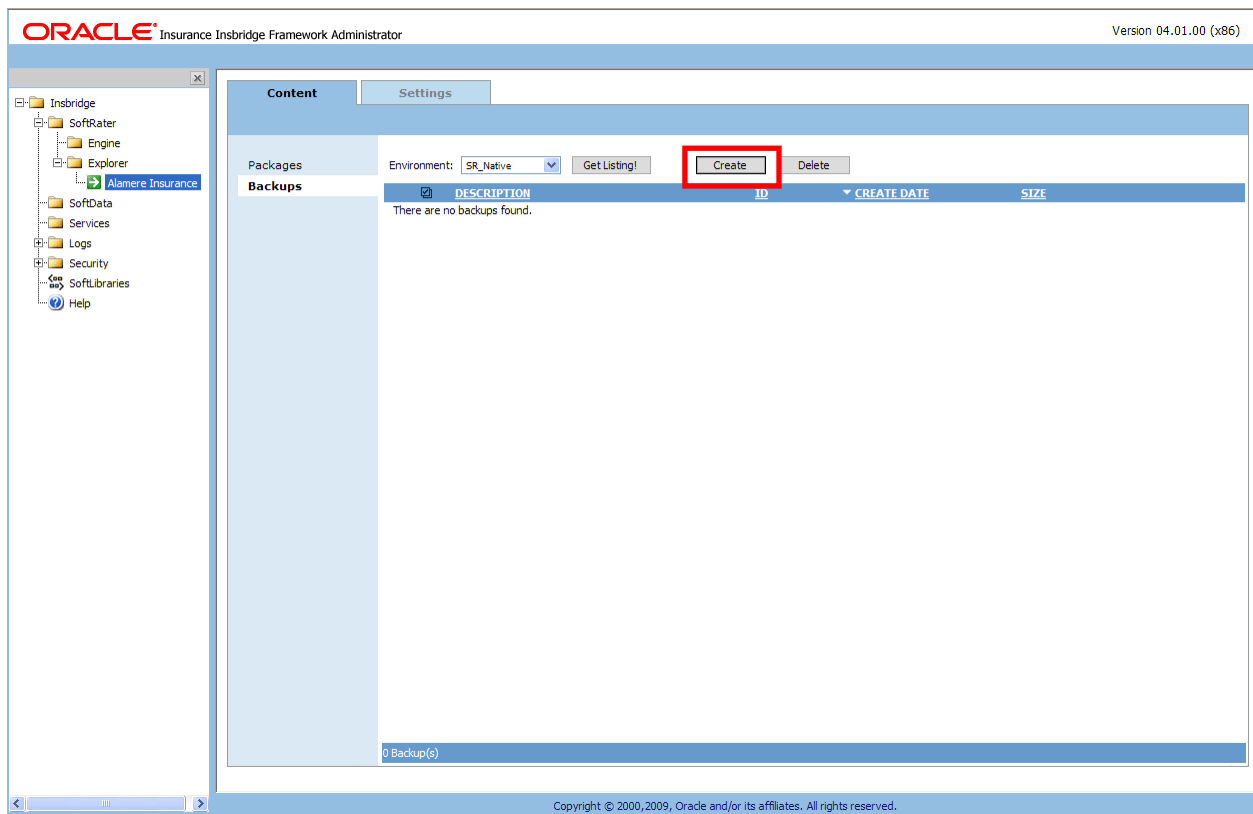 ORACLE® Insurance Insbridge Framework Administrator
Version 04.01.00 (x86)
Insbridge
SoftRater
Engine
Explorer
Alamere Insurance
SoftData
Services
Logs
Security
SoftLibraries
Help
Content Settings
Packages
Backups
Environment: SR_Native Get Listing! Create Delete
DESCRIPTION ID CREATE DATE SIZE
There are no backups found.
0 Backup(s)
Copyright © 2000,2009, Oracle and/or its affiliates. All rights reserved.